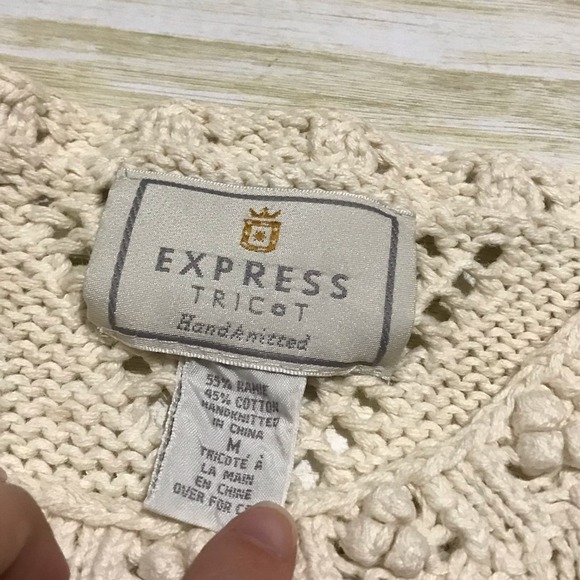 EXPRESS
TRICOT
Handknitted
55% RAMIE
45% COTTON
HANDKNITTED
IN CHINA
M
TRICOTÉ À
LA MAIN
EN CHINE
OVER FOR